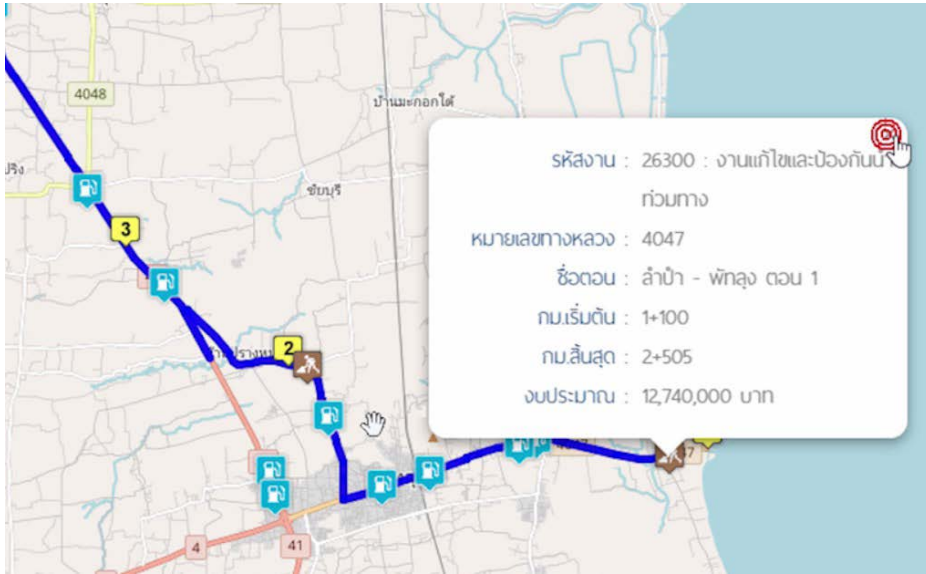 4048
บ้านมะกอกใต้
ชัยบุรี
3
2
รหัสงาน : 26300 : งานแก้ไขและป้องกันน้ำ
ท่วมทาง
หมายเลขทางหลวง : 4047
ชื่อตอน : ลำปำ - พัทลุง ตอน 1
กม.เริ่มต้น : 1+100
กม.สิ้นสุด : 2+505
งบประมาณ : 12,740,000 บาท
4
41